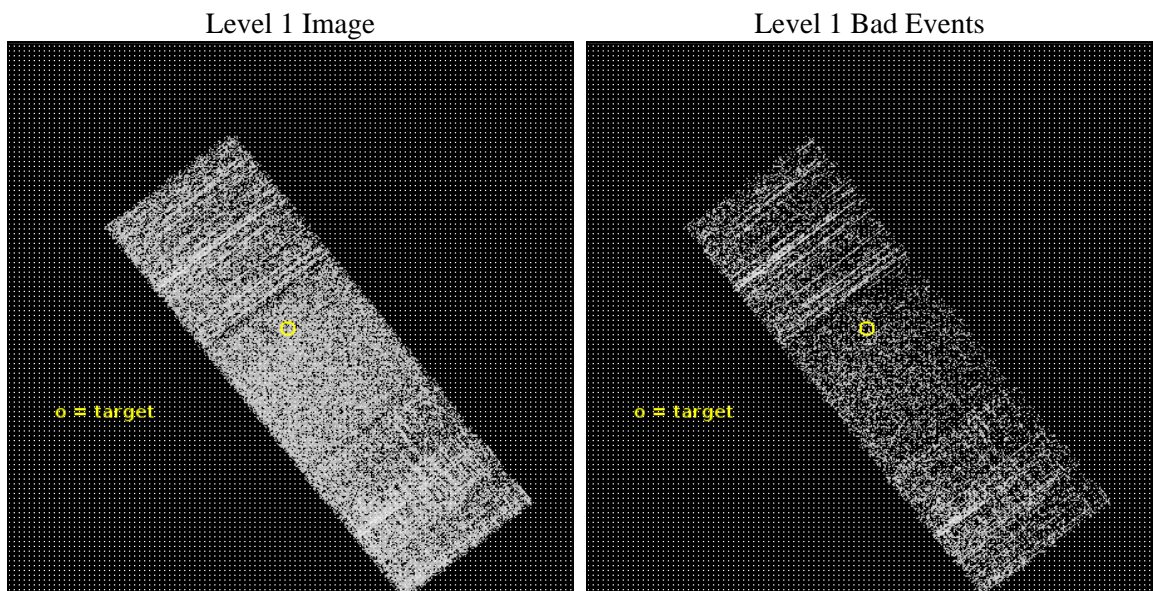 Level 1 Image
Level 1 Bad Events
o = target
o = target